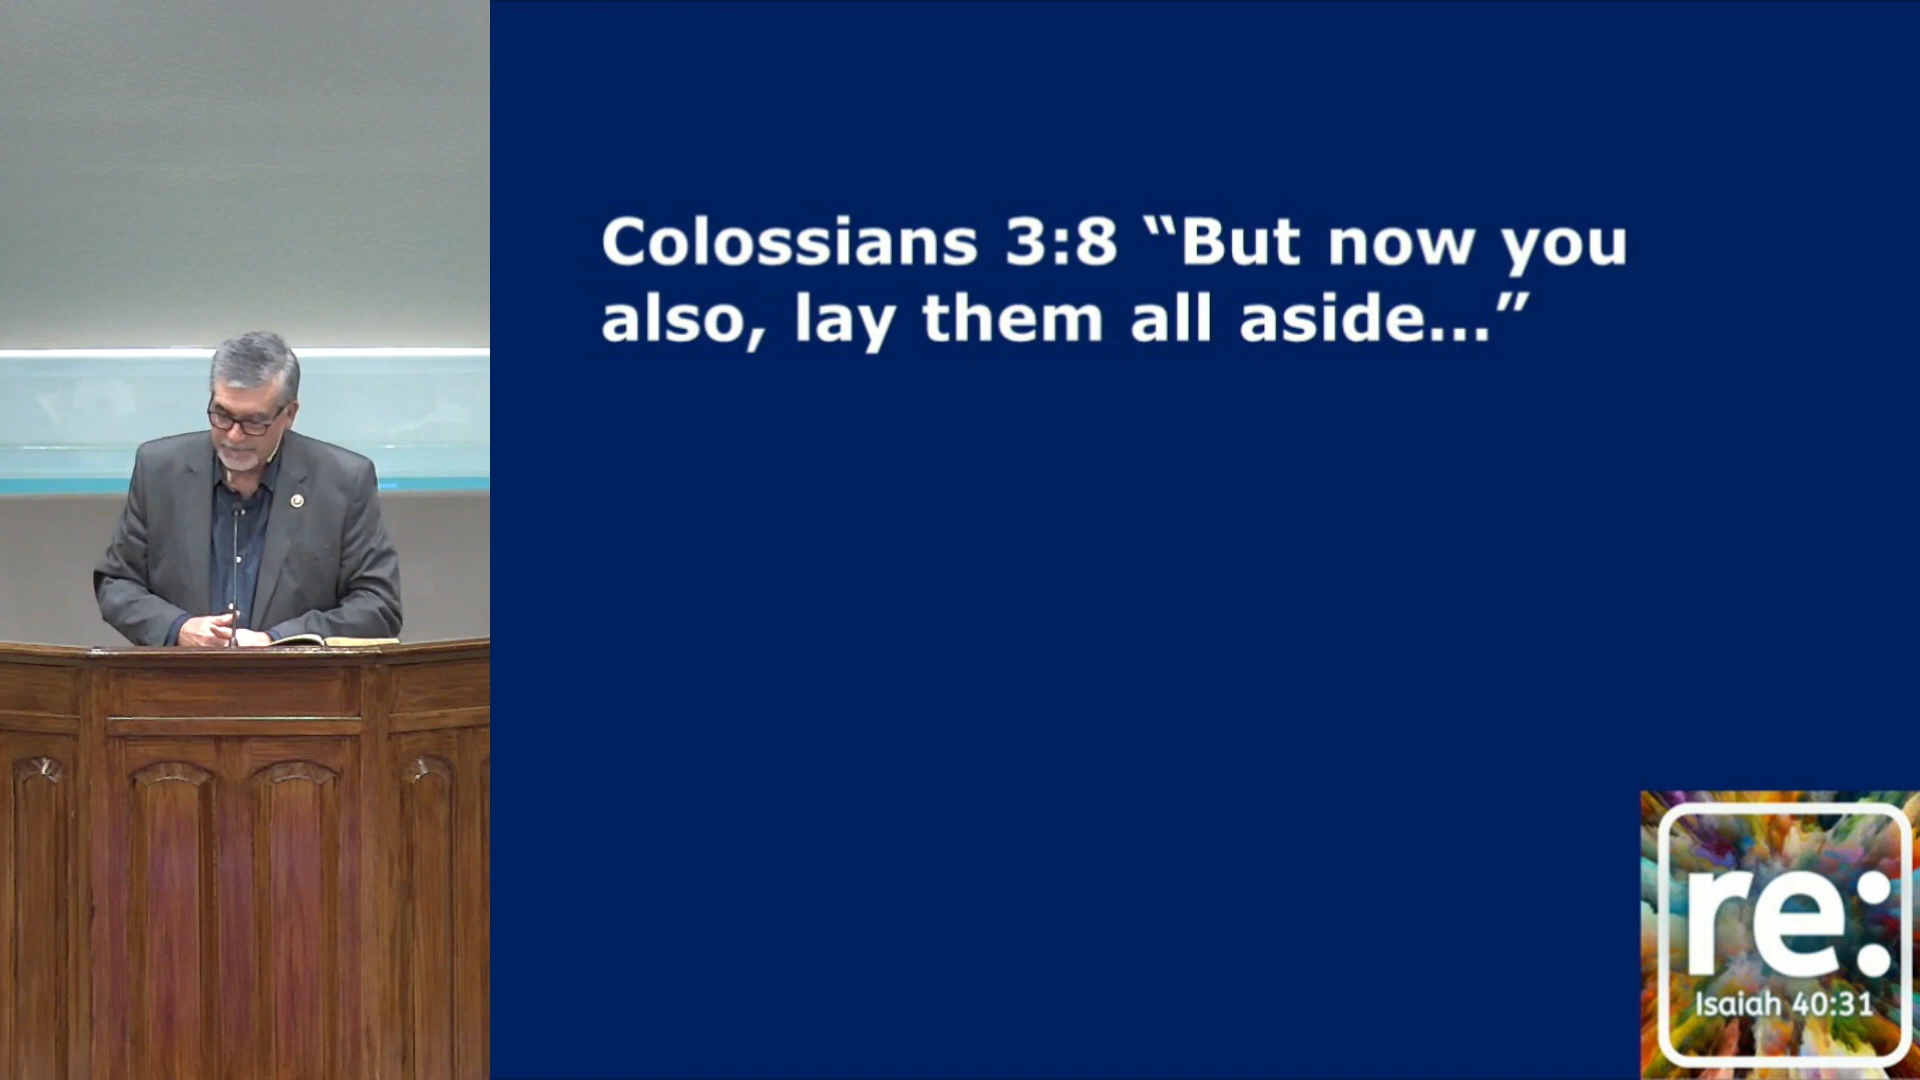 Colossians 3:8 “But now you
also, lay them all aside...”
re:
Isaiah 40:31